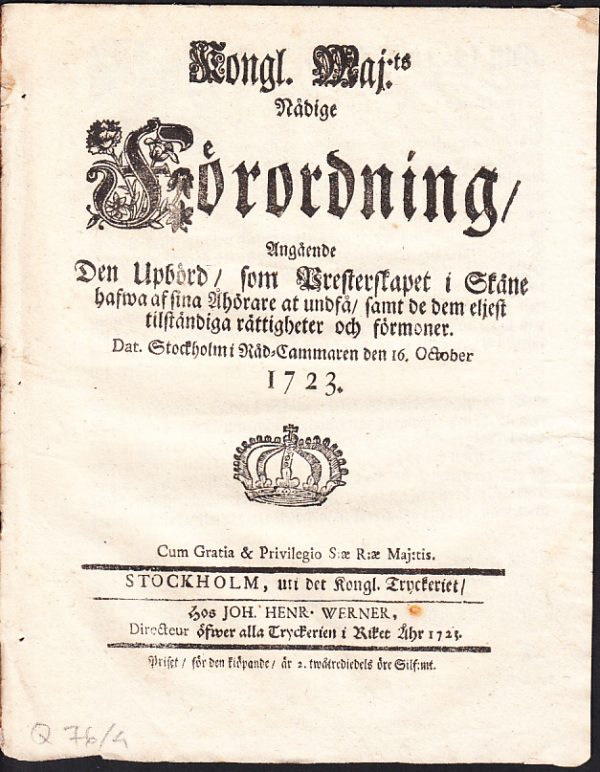 Kongl. Maj:ts
Nådige
Förordning/
Angående
Den Upbörd/ som Presterskapet i Skåne
hafwa af sina Åhörare at undfå/ samt de dem eljest
tilständiga rättigheter och förmoner.
Dat. Stockholm i Råd-Cammaren den 16. October
1723.
Cum Gratia & Privilegio S:æ R:æ Maj:tis.
STOCKHOLM, uti det Kongl. Tryckeriet/
Hos JOH. HENR. WERNER,
Directeur öfwer alla Tryckerien i Riket Åhr 1723.
Priset/ för den kiöpande/ är 2. twåtrediedels öre Silf:mt.
Q 76/4